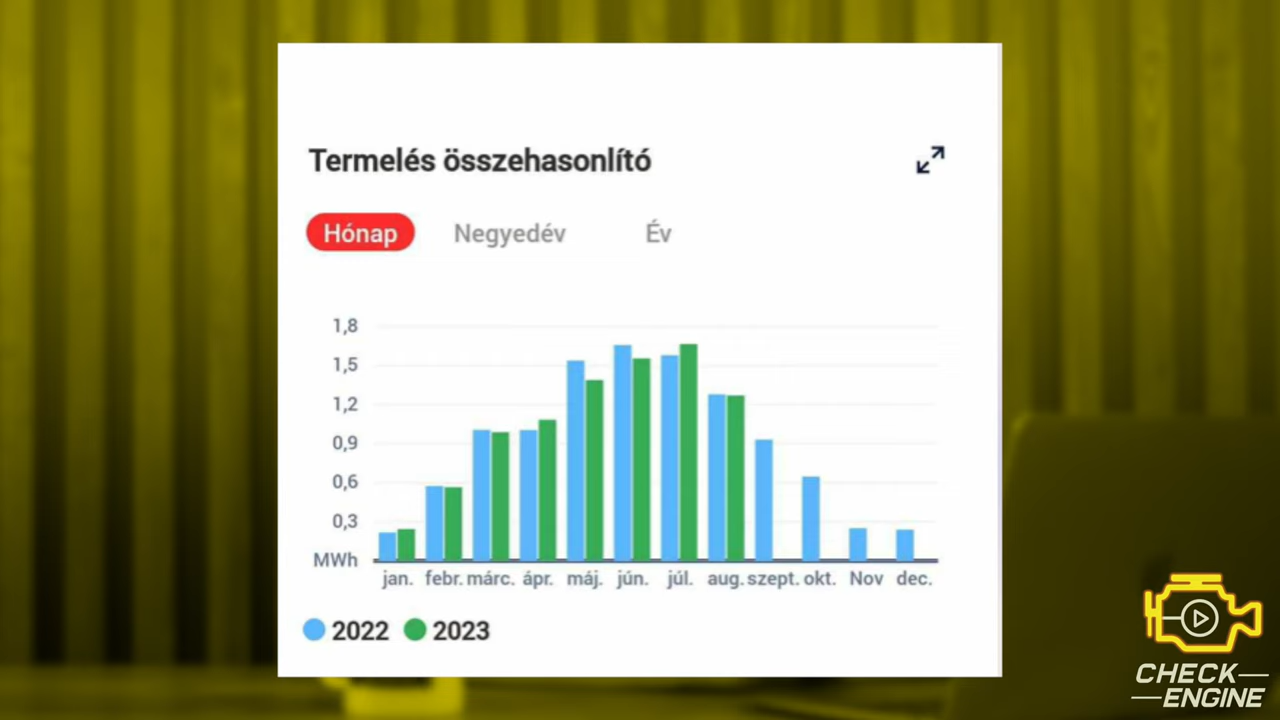 Termelés összehasonlító
Hónap Negyedév Év
1,8
1,5
1,2
0,9
0,6
0,3
MWh
jan. febr. márc. ápr. máj. jún. júl. aug. szept. okt. Nov dec.
2022 2023
CHECK
ENGINE